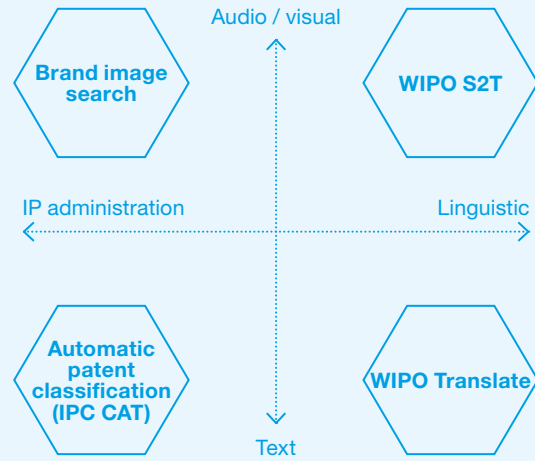 Audio / visual
Brand image
search
WIPO S2T
IP administration
Linguistic
Automatic
patent
classification
(IPC CAT)
WIPO Translate
Text